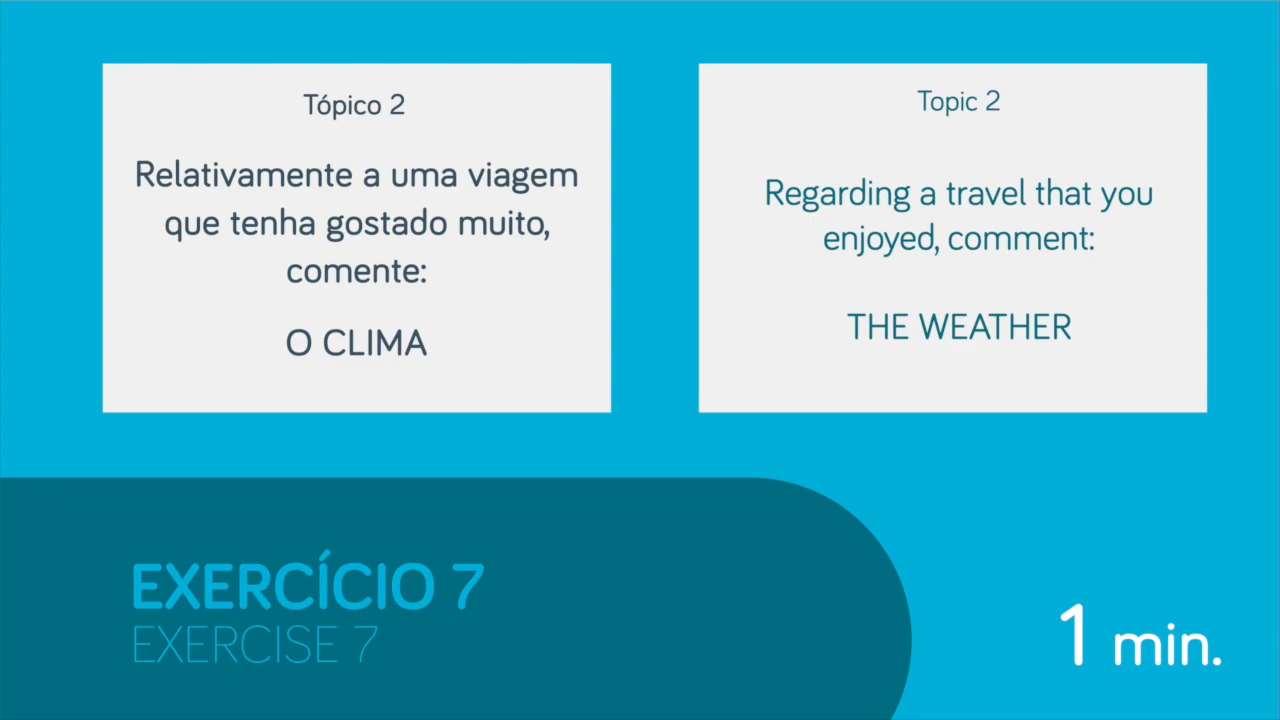 Tópico 2
Relativamente a uma viagem
que tenha gostado muito,
comente:
O CLIMA
Topic 2
Regarding a travel that you
enjoyed, comment:
THE WEATHER
EXERCÍCIO 7
EXERCISE 7
1 min.